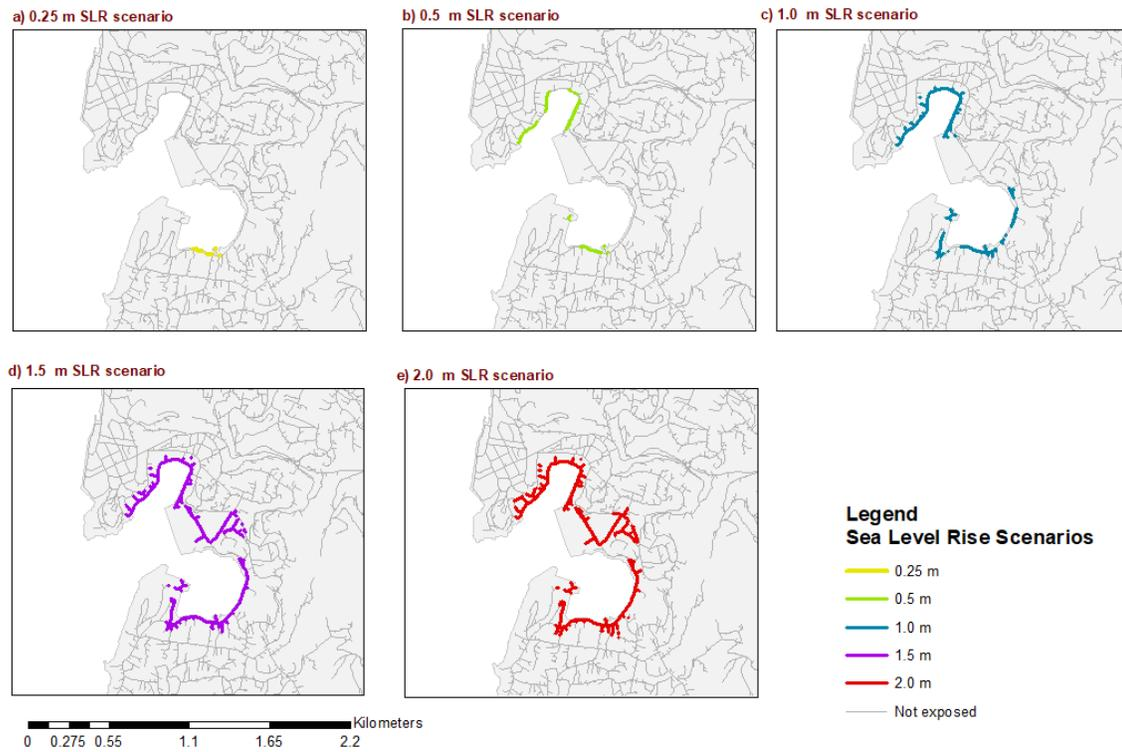 a) 0.25 m SLR scenario
b) 0.5 m SLR scenario
c) 1.0 m SLR scenario
d) 1.5 m SLR scenario
e) 2.0 m SLR scenario
Legend
Sea Level Rise Scenarios
0.25 m
0.5 m
1.0 m
1.5 m
2.0 m
Not exposed
Kilometers
0 0.275 0.55 1.1 1.65 2.2